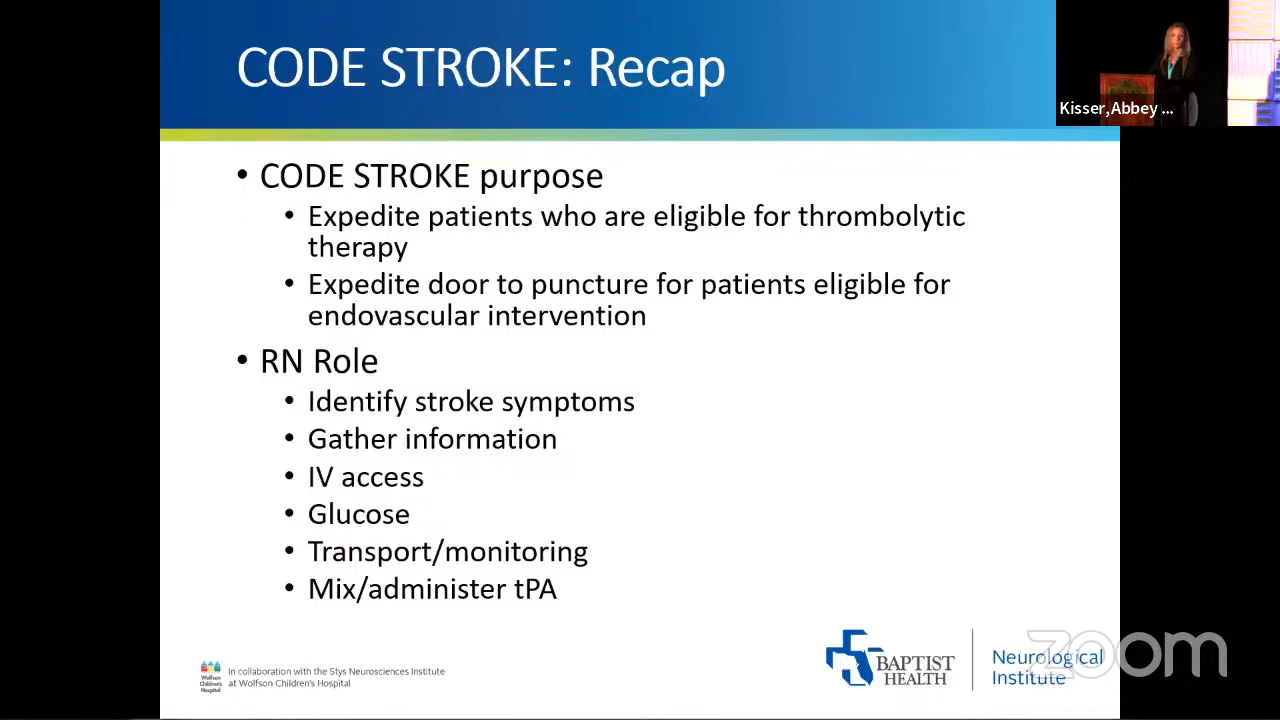 CODE STROKE: Recap
Kisser,Abbey ...
• CODE STROKE purpose
• Expedite patients who are eligible for thrombolytic
therapy
• Expedite door to puncture for patients eligible for
endovascular intervention
• RN Role
• Identify stroke symptoms
• Gather information
• IV access
• Glucose
• Transport/monitoring
• Mix/administer tPA
Wolfson
Children's
Hospital
In collaboration with the Stys Neurosciences Institute
at Wolfson Children's Hospital
BAPTIST
HEALTH
Neurological
Institute
zoom